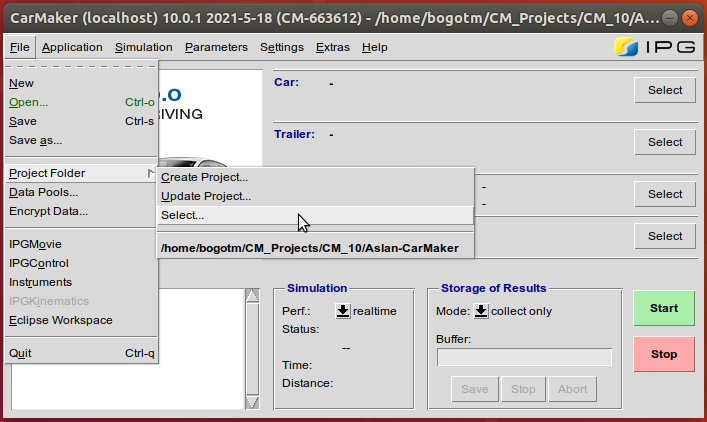 CarMaker (localhost) 10.0.1 2021-5-18 (CM-663612) - /home/bogotm/CM_Projects/CM_10/A...
File Application Simulation Parameters Settings Extras Help
IPG
New
Open... Ctrl-o
Save Ctrl-s
Save as...
Project Folder
Data Pools...
Encrypt Data...
IPGMovie
IPGControl
Instruments
IPGKinematics
Eclipse Workspace
Quit Ctrl-q
Create Project...
Update Project...
Select...
/home/bogotm/CM_Projects/CM_10/Aslan-CarMaker
.0
IVING
Car: - Select
Trailer: - Select
- Select
-
Select
Simulation
Perf.: realtime
Status:
--
Time:
Distance:
Storage of Results
Mode: collect only
Buffer:
Save Stop Abort
Start
Stop